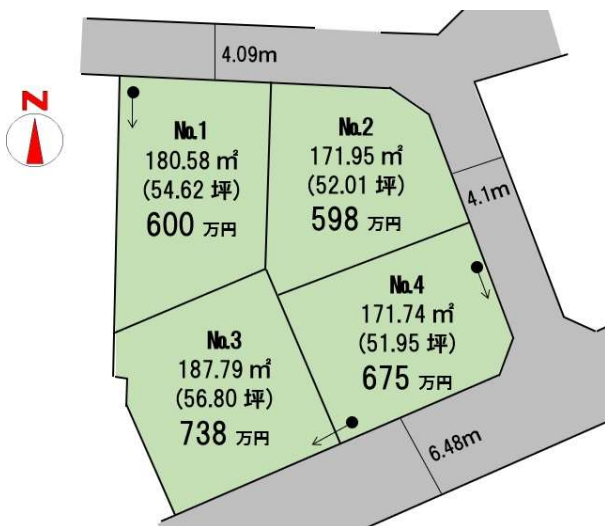 4.09m
N
No.1
180.58 ㎡
(54.62 坪)
600 万円
No.2
171.95 ㎡
(52.01 坪)
598 万円
4.1m
No.3
187.79 ㎡
(56.80 坪)
738 万円
No.4
171.74 ㎡
(51.95 坪)
675 万円
6.48m